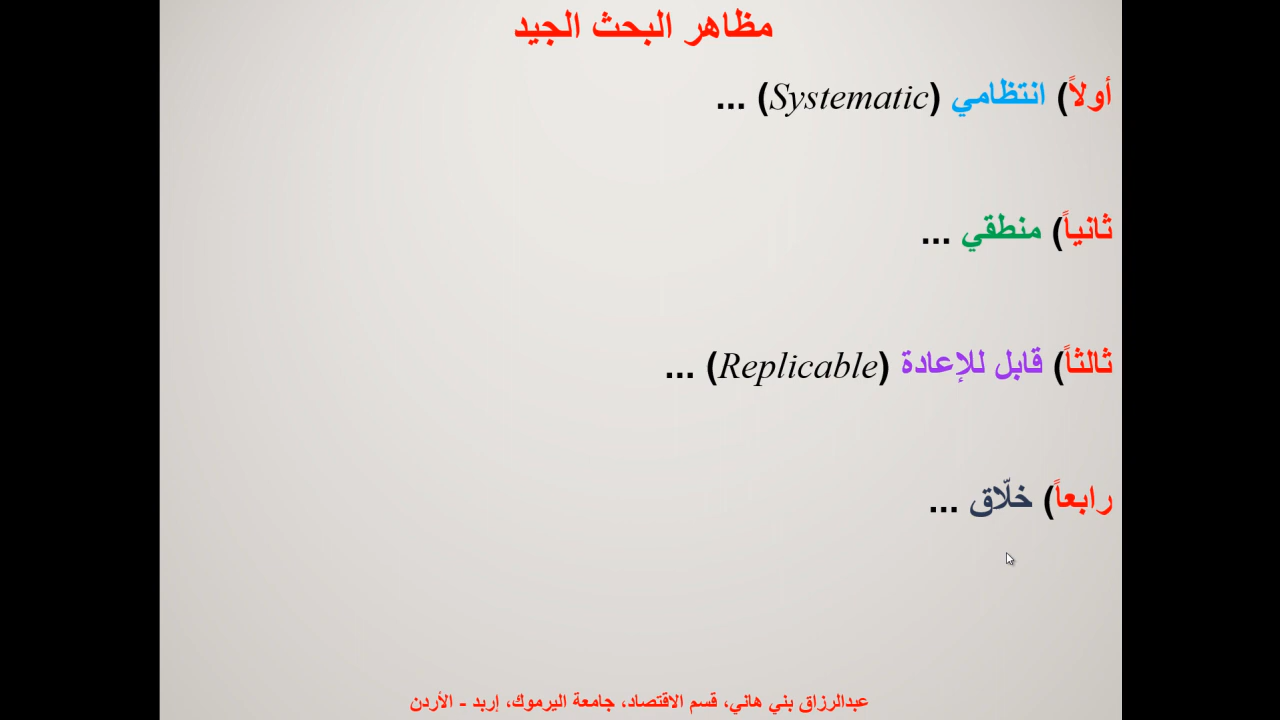 مظاهر البحث الجيد
أولاً) انتظامي (Systematic) ...
ثانياً) منطقي ...
ثالثاً) قابل للإعادة (Replicable) ...
رابعاً) خلّاق ...
عبدالرزاق بني هاني، قسم الاقتصاد، جامعة اليرموك، إربد - الأردن